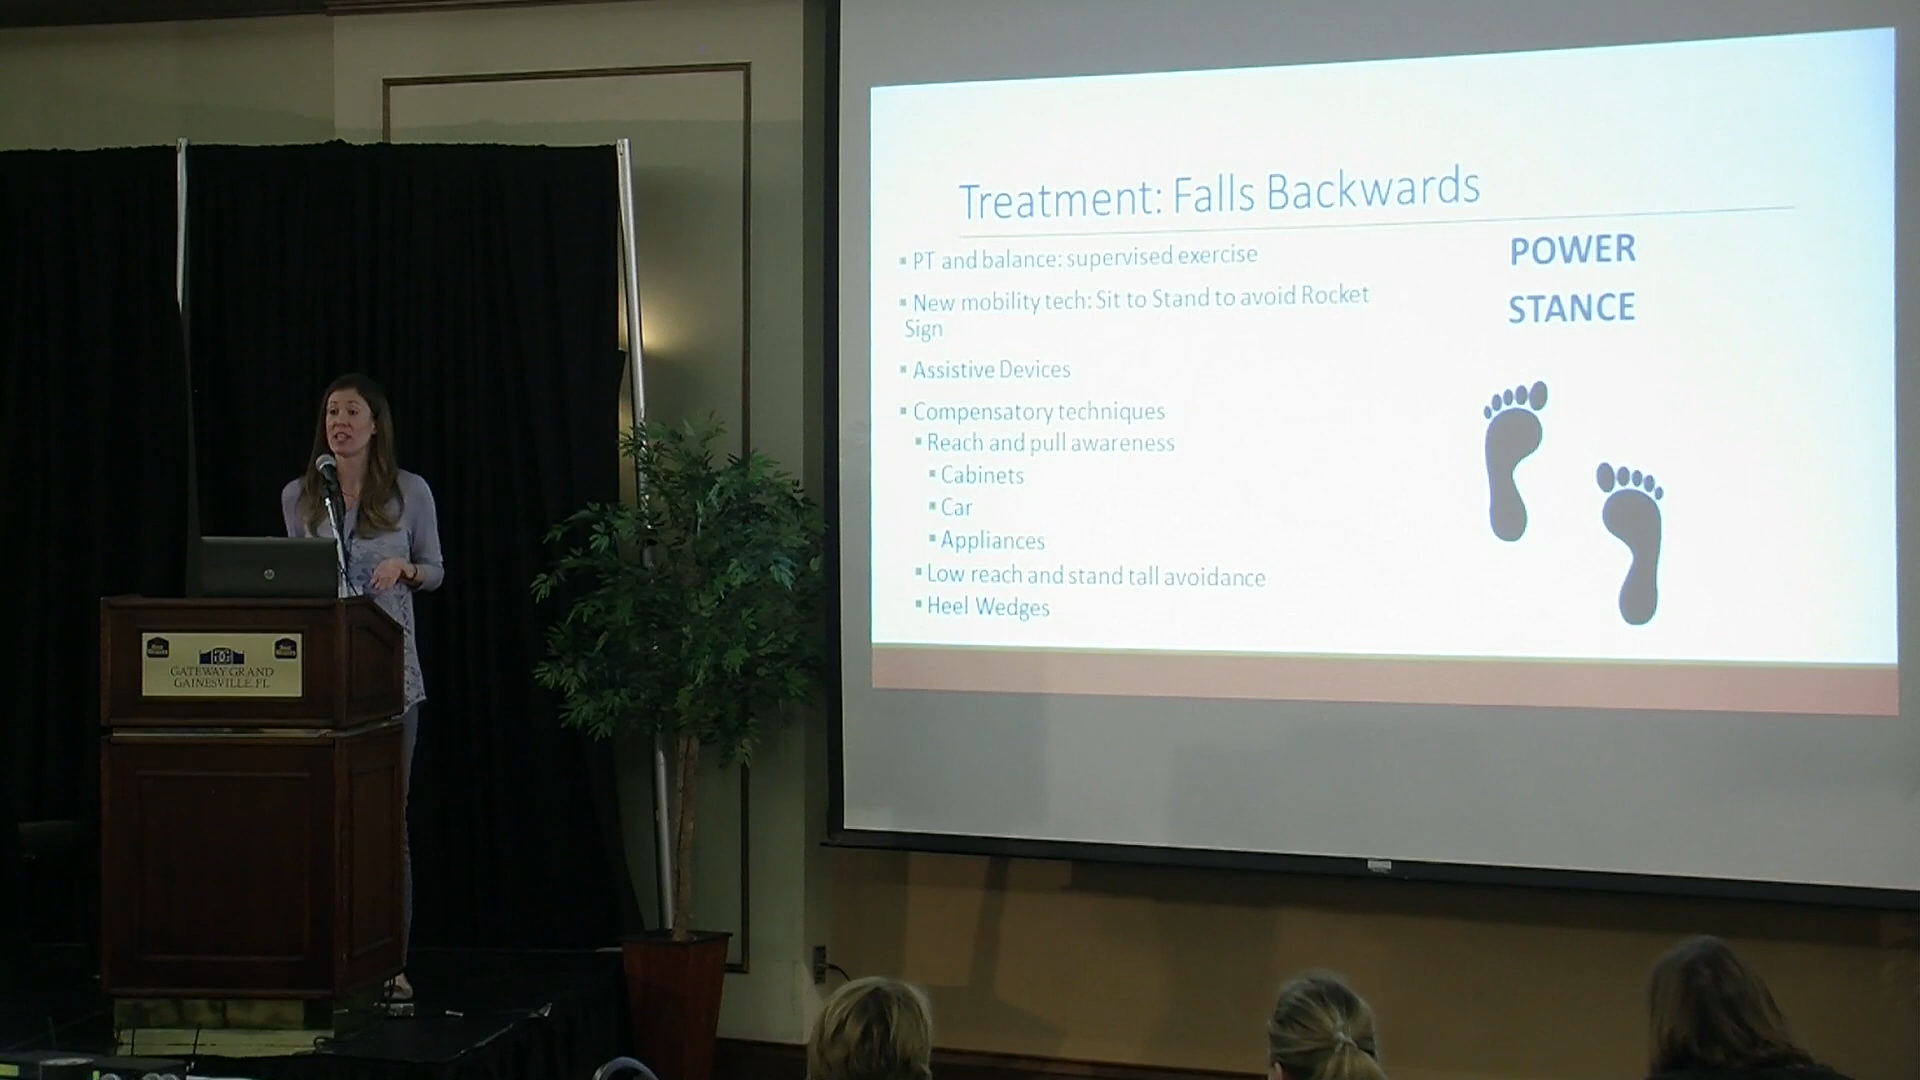 Treatment: Falls Backwards
▪ PT and balance: supervised exercise
▪ New mobility tech: Sit to Stand to avoid Rocket
Sign
▪ Assistive Devices
▪ Compensatory techniques
▪ Reach and pull awareness
▪ Cabinets
▪ Car
▪ Appliances
▪ Low reach and stand tall avoidance
▪ Heel Wedges
POWER
STANCE
hp
GATEWAY GRAND
GAINESVILLE, FL